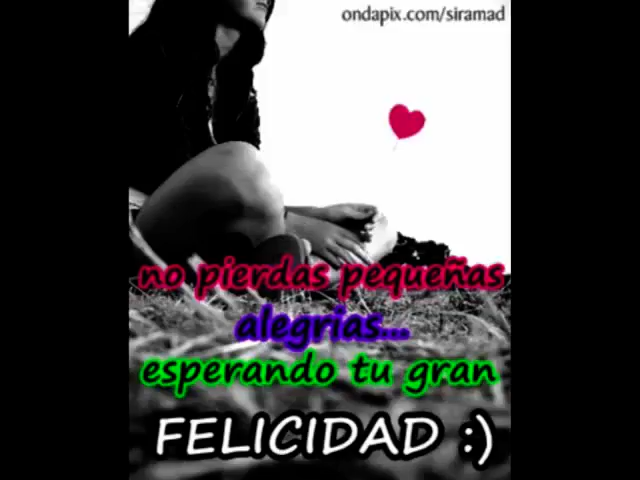 ondapix.com/siramad
no pierdas pequeñas
alegrias...
esperando tu gran
FELICIDAD :)